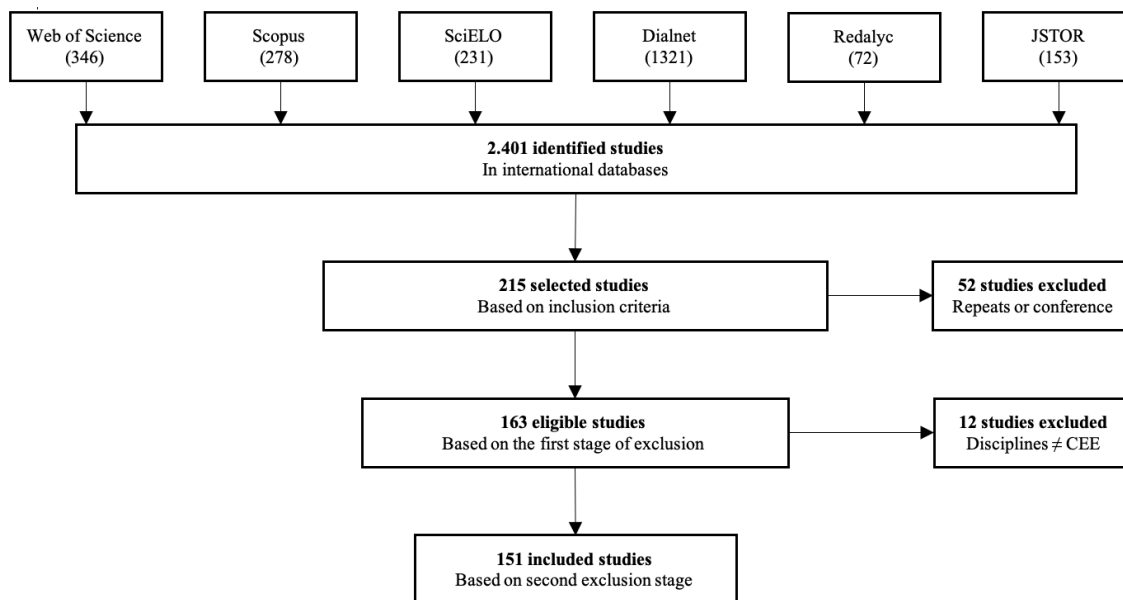 Web of Science
(346)
Scopus
(278)
SciELO
(231)
Dialnet
(1321)
Redalyc
(72)
JSTOR
(153)
2.401 identified studies
In international databases
215 selected studies
Based on inclusion criteria
52 studies excluded
Repeats or conference
163 eligible studies
Based on the first stage of exclusion
12 studies excluded
Disciplines ≠ CEE
151 included studies
Based on second exclusion stage